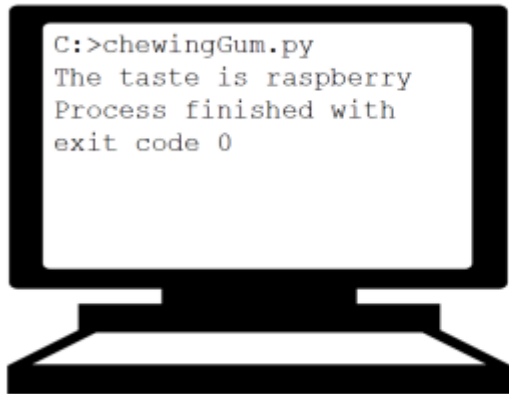 C:>chewingGum.py
The taste is raspberry
Process finished with
exit code 0